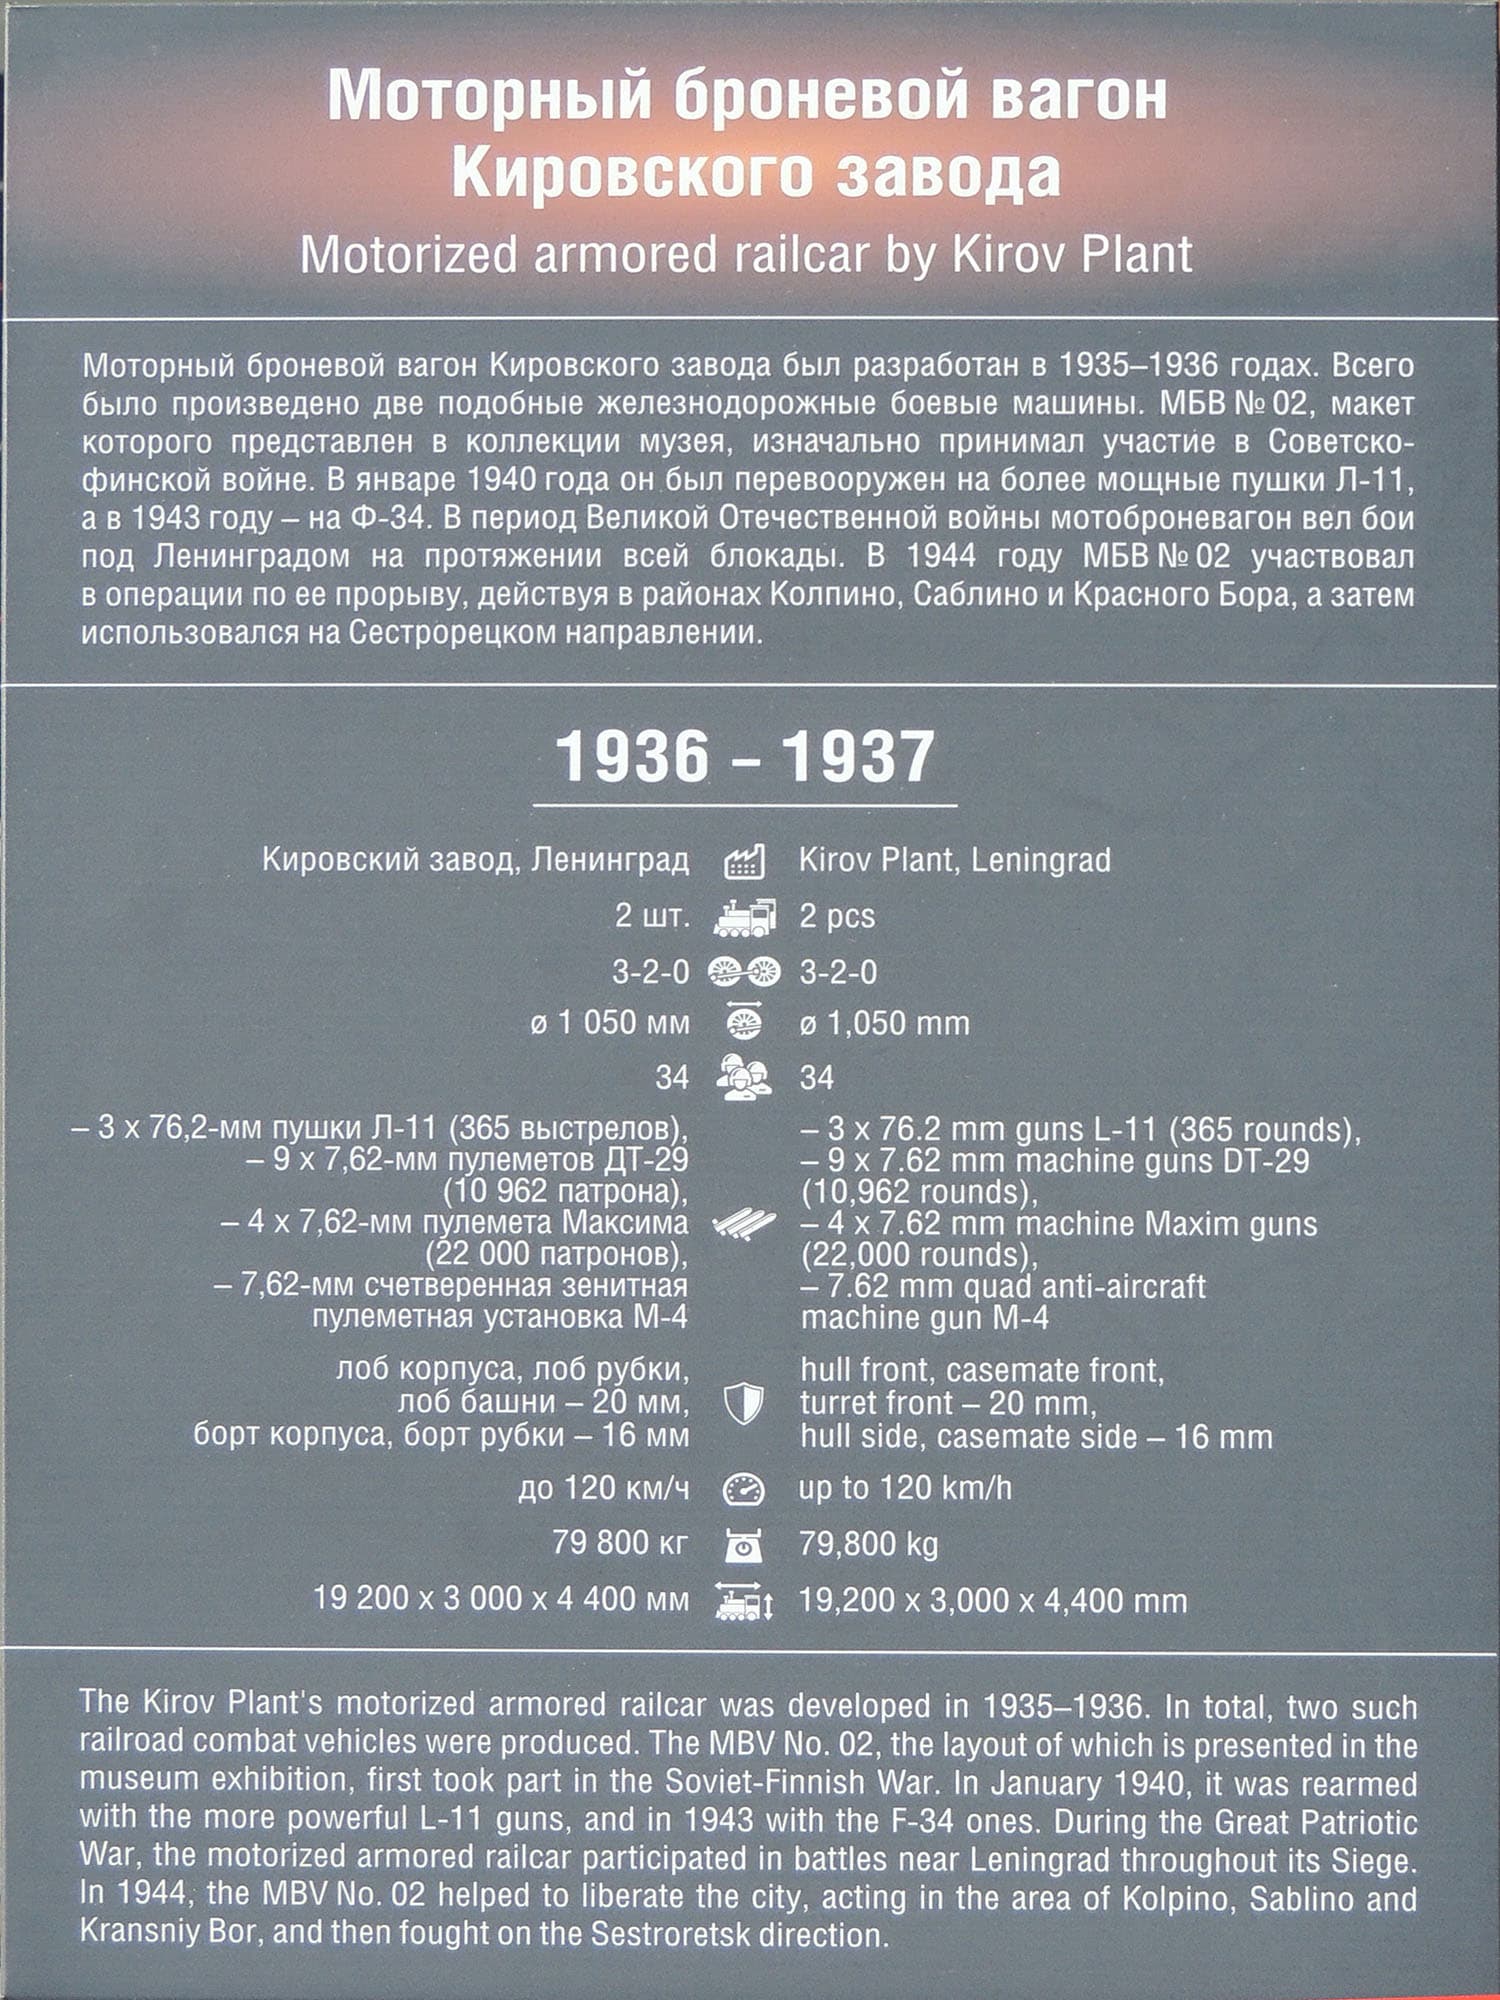 Моторный броневой вагон
Кировского завода
Motorized armored railcar by Kirov Plant
Моторный броневой вагон Кировского завода был разработан в 1935–1936 годах. Всего
было произведено две подобные железнодорожные боевые машины. МБВ № 02, макет
которого представлен в коллекции музея, изначально принимал участие в Советско-
финской войне. В январе 1940 года он был перевооружен на более мощные пушки Л-11,
а в 1943 году – на Ф-34. В период Великой Отечественной войны мотоброневагон вел бои
под Ленинградом на протяжении всей блокады. В 1944 году МБВ № 02 участвовал
в операции по ее прорыву, действуя в районах Колпино, Саблино и Красного Бора, а затем
использовался на Сестрорецком направлении.
1936 – 1937
Кировский завод, Ленинград Kirov Plant, Leningrad
2 шт. 2 pcs
3-2-0 3-2-0
ø 1 050 мм ø 1,050 mm
34 34
– 3 x 76,2-мм пушки Л-11 (365 выстрелов),
– 9 x 7,62-мм пулеметов ДТ-29
(10 962 патрона),
– 4 x 7,62-мм пулемета Максима
(22 000 патронов),
– 7,62-мм счетверенная зенитная
пулеметная установка М-4
– 3 x 76.2 mm guns L-11 (365 rounds),
– 9 x 7.62 mm machine guns DT-29
(10,962 rounds),
– 4 x 7.62 mm machine Maxim guns
(22,000 rounds),
– 7.62 mm quad anti-aircraft
machine gun M-4
лоб корпуса, лоб рубки,
лоб башни – 20 мм,
борт корпуса, борт рубки – 16 мм
hull front, casemate front,
turret front – 20 mm,
hull side, casemate side – 16 mm
до 120 км/ч up to 120 km/h
79 800 кг 79,800 kg
19 200 x 3 000 x 4 400 мм 19,200 x 3,000 x 4,400 mm
The Kirov Plant's motorized armored railcar was developed in 1935–1936. In total, two such
railroad combat vehicles were produced. The MBV No. 02, the layout of which is presented in the
museum exhibition, first took part in the Soviet-Finnish War. In January 1940, it was rearmed
with the more powerful L-11 guns, and in 1943 with the F-34 ones. During the Great Patriotic
War, the motorized armored railcar participated in battles near Leningrad throughout its Siege.
In 1944, the MBV No. 02 helped to liberate the city, acting in the area of Kolpino, Sablino and
Kransniy Bor, and then fought on the Sestroretsk direction.